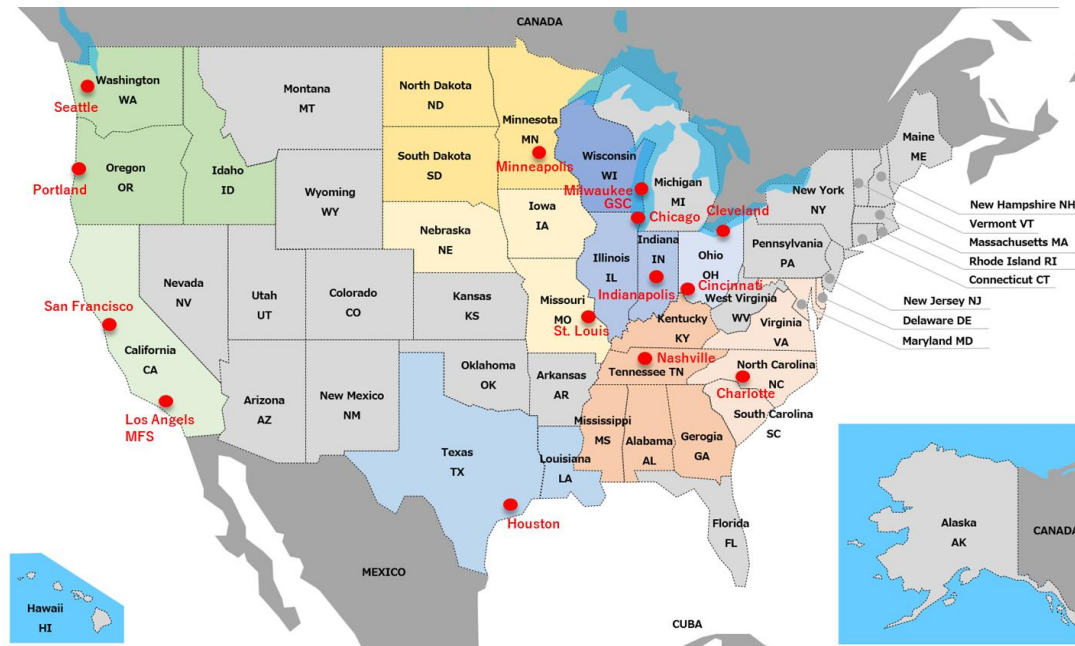 CANADA
Washington
WA
Seattle
Montana
MT
North Dakota
ND
Minnesota
MN
Minneapolis
Oregon
OR
Portland
Idaho
ID
South Dakota
SD
Wyoming
WY
Wisconsin
WI
Milwaukee
GSC
Michigan
MI
Chicago
Cleveland
Maine
ME
New York
NY
New Hampshire NH
Vermont VT
Massachusetts MA
Rhode Island RI
Connecticut CT
Iowa
IA
Nebraska
NE
Illinois
IL
Indiana
IN
Indianapolis
Ohio
OH
Cincinnati
Pennsylvania
PA
New Jersey NJ
Delaware DE
Maryland MD
Nevada
NV
Utah
UT
Colorado
CO
Kansas
KS
Missouri
MO
St. Louis
West Virginia
WV
Kentucky
KY
Virginia
VA
San Francisco
California
CA
Los Angels
MFS
Arizona
AZ
New Mexico
NM
Oklahoma
OK
Arkansas
AR
Nashville
Tennessee TN
North Carolina
NC
Charlotte
South Carolina
SC
Mississippi
MS
Alabama
AL
Gerogia
GA
Texas
TX
Louisiana
LA
Houston
Florida
FL
MEXICO
CUBA
Hawaii
HI
Alaska
AK
CANADA